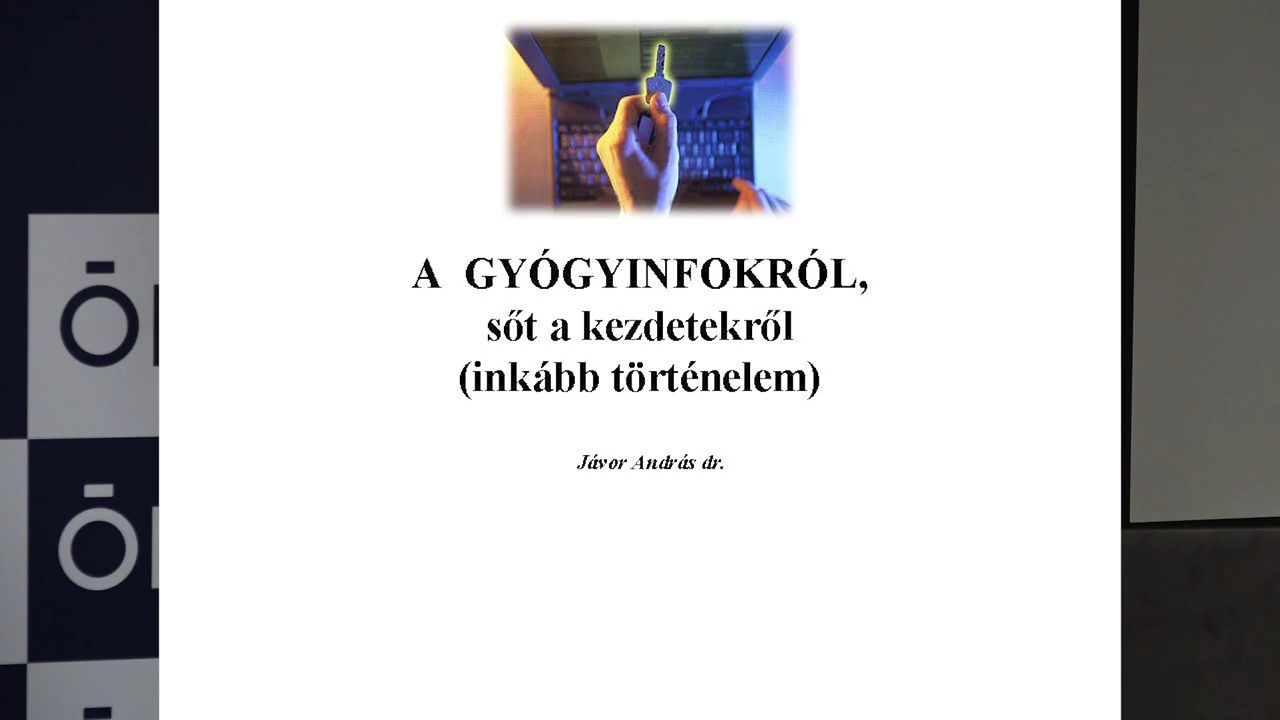 A GYÓGYINFOKRÓL,
sőt a kezdetekről
(inkább történelem)
Jávor András dr.